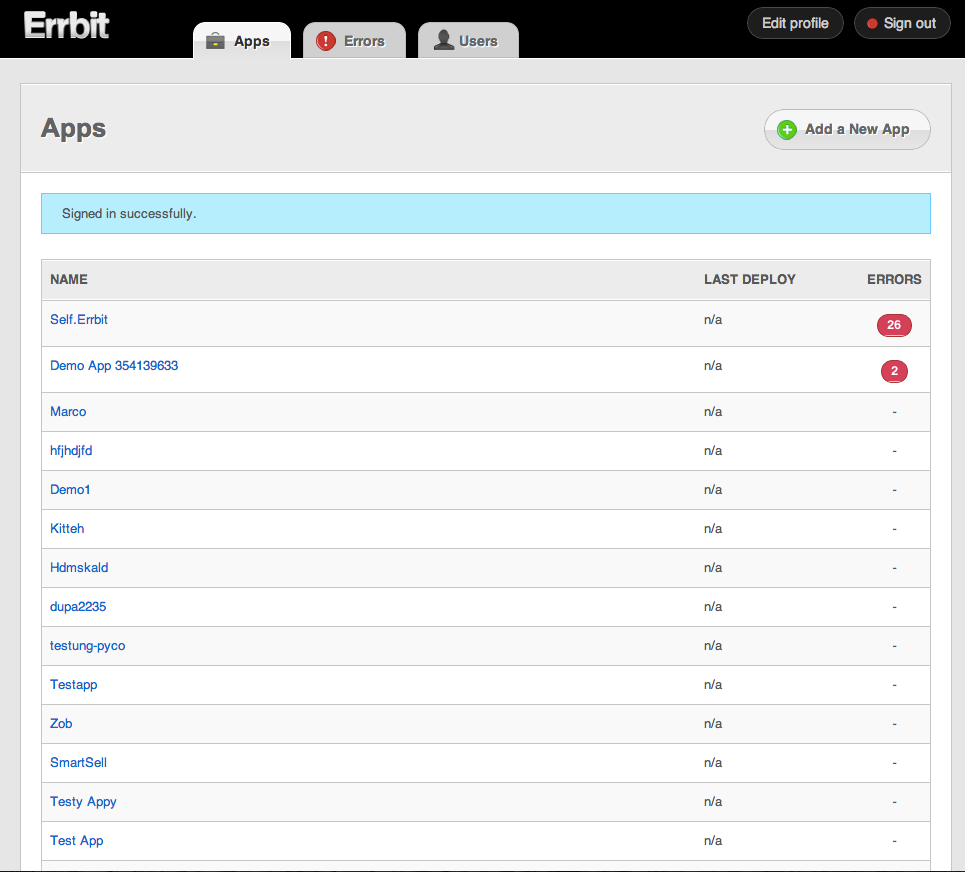 Errbit
Apps
Errors
Users
Edit profile
Sign out
Apps
Add a New App
Signed in successfully.
NAME LAST DEPLOY ERRORS
Self.Errbit n/a 26
Demo App 354139633 n/a 2
Marco n/a -
hfjhdjfd n/a -
Demo1 n/a -
Kitteh n/a -
Hdmskald n/a -
dupa2235 n/a -
testung-pyco n/a -
Testapp n/a -
Zob n/a -
SmartSell n/a -
Testy Appy n/a -
Test App n/a -